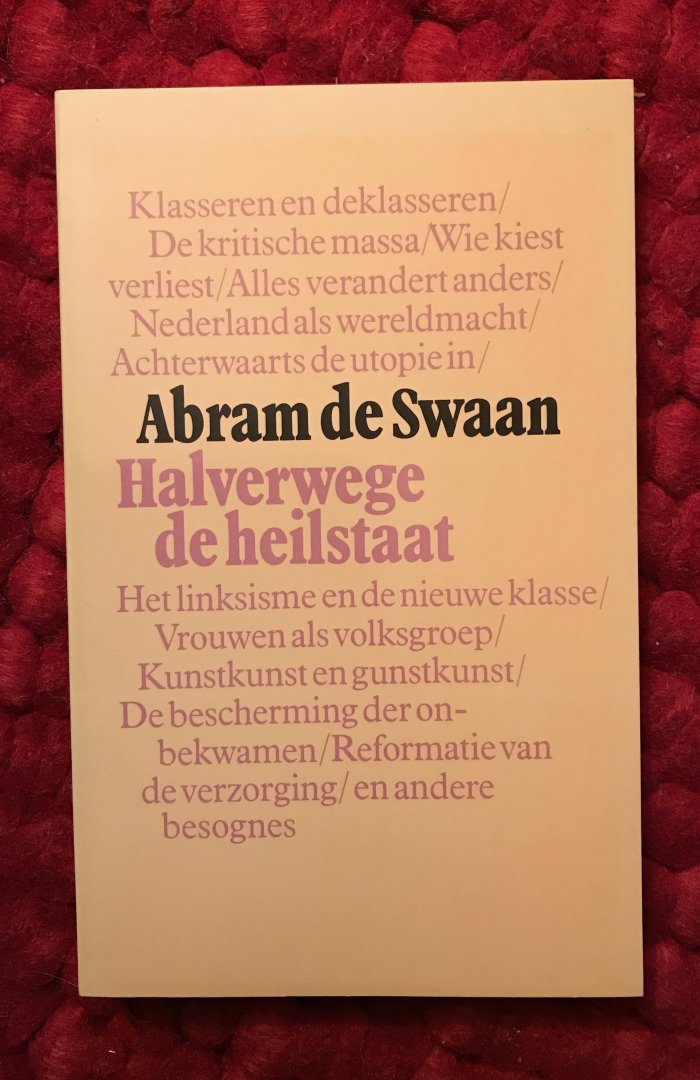 Klasseren en deklasseren/
De kritische massa/Wie kiest
verliest/Alles verandert anders/
Nederland als wereldmacht/
Achterwaarts de utopie in/
Abram de Swaan
Halverwege
de heilstaat
Het linksisme en de nieuwe klasse/
Vrouwen als volksgroep/
Kunstkunst en gunstkunst/
De bescherming der on-
bekwamen/Reformatie van
de verzorging/ en andere
besognes